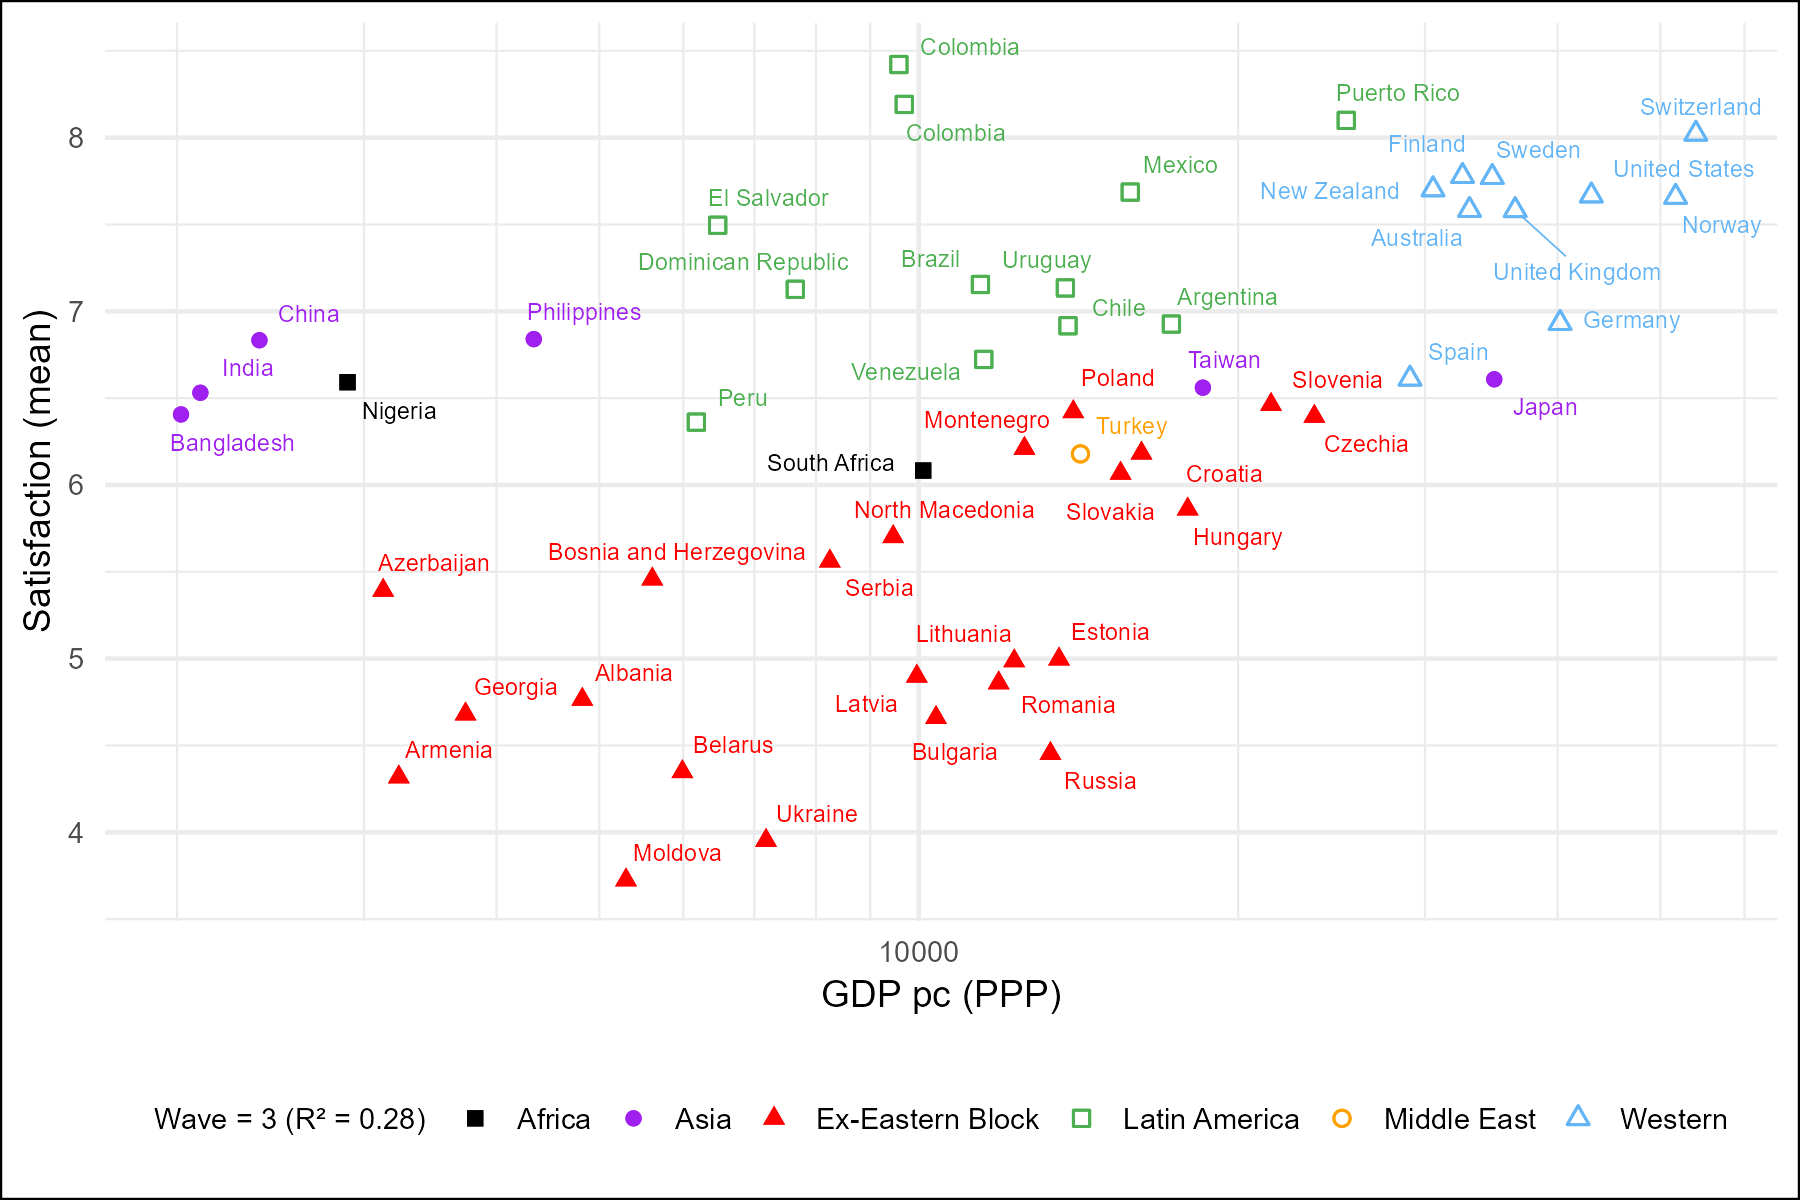 Colombia
Colombia
Puerto Rico
Switzerland
Finland
Sweden
Mexico
United States
New Zealand
El Salvador
Norway
Australia
Dominican Republic
Brazil
Uruguay
United Kingdom
Argentina
Chile
China
Philippines
Germany
Spain
Taiwan
India
Venezuela
Poland
Slovenia
Peru
Japan
Nigeria
Montenegro
Turkey
Bangladesh
Czechia
South Africa
Croatia
North Macedonia
Slovakia
Hungary
Bosnia and Herzegovina
Azerbaijan
Serbia
Lithuania
Estonia
Albania
Georgia
Latvia
Romania
Armenia
Belarus
Bulgaria
Russia
Ukraine
Moldova
8
7
6
5
4
Satisfaction (mean)
10000
GDP pc (PPP)
Wave = 3 (R² = 0.28) Africa Asia Ex-Eastern Block Latin America Middle East Western